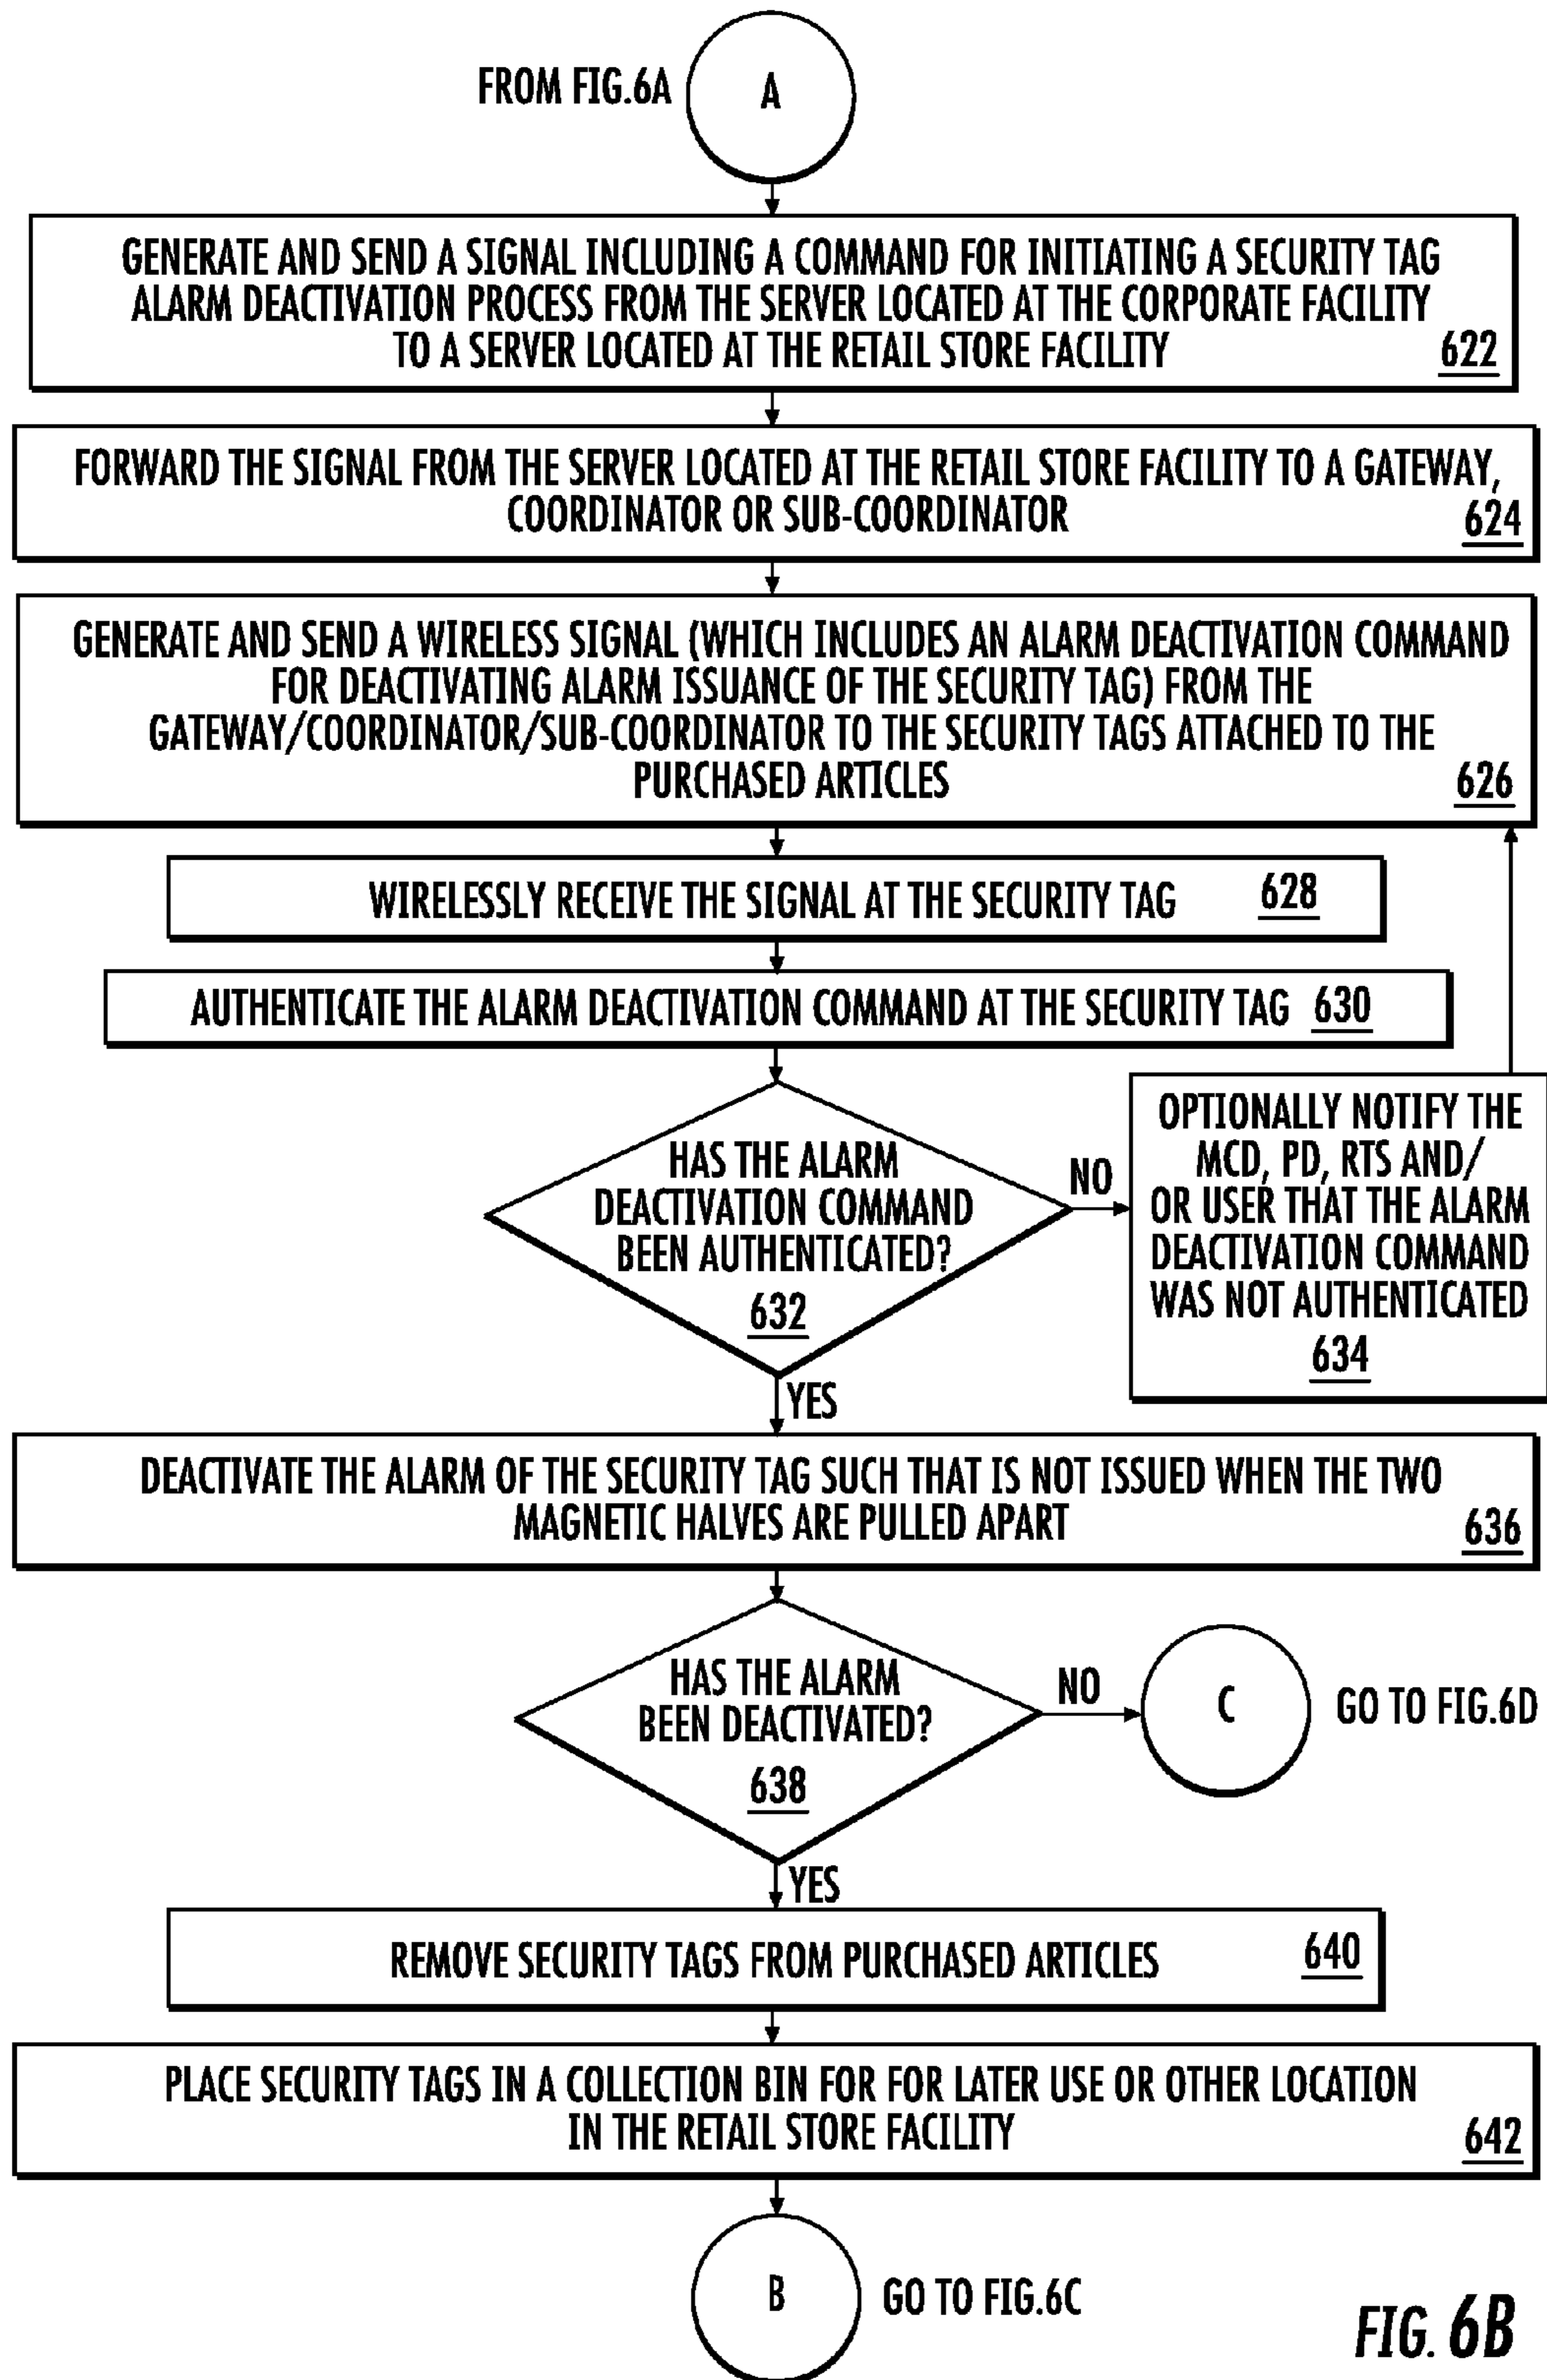 FROM FIG.6A
A
GENERATE AND SEND A SIGNAL INCLUDING A COMMAND FOR INITIATING A SECURITY TAG
ALARM DEACTIVATION PROCESS FROM THE SERVER LOCATED AT THE CORPORATE FACILITY
TO A SERVER LOCATED AT THE RETAIL STORE FACILITY
622
FORWARD THE SIGNAL FROM THE SERVER LOCATED AT THE RETAIL STORE FACILITY TO A GATEWAY,
COORDINATOR OR SUB-COORDINATOR
624
GENERATE AND SEND A WIRELESS SIGNAL (WHICH INCLUDES AN ALARM DEACTIVATION COMMAND
FOR DEACTIVATING ALARM ISSUANCE OF THE SECURITY TAG) FROM THE
GATEWAY/COORDINATOR/SUB-COORDINATOR TO THE SECURITY TAGS ATTACHED TO THE
PURCHASED ARTICLES
626
WIRELESSLY RECEIVE THE SIGNAL AT THE SECURITY TAG
628
AUTHENTICATE THE ALARM DEACTIVATION COMMAND AT THE SECURITY TAG
630
HAS THE ALARM
DEACTIVATION COMMAND
BEEN AUTHENTICATED?
632
NO
OPTIONALLY NOTIFY THE
MCD, PD, RTS AND/
OR USER THAT THE ALARM
DEACTIVATION COMMAND
WAS NOT AUTHENTICATED
634
YES
DEACTIVATE THE ALARM OF THE SECURITY TAG SUCH THAT IS NOT ISSUED WHEN THE TWO
MAGNETIC HALVES ARE PULLED APART
636
HAS THE ALARM
BEEN DEACTIVATED?
638
NO
C
GO TO FIG.6D
YES
REMOVE SECURITY TAGS FROM PURCHASED ARTICLES
640
PLACE SECURITY TAGS IN A COLLECTION BIN FOR FOR LATER USE OR OTHER LOCATION
IN THE RETAIL STORE FACILITY
642
B
GO TO FIG.6C
FIG. 6B